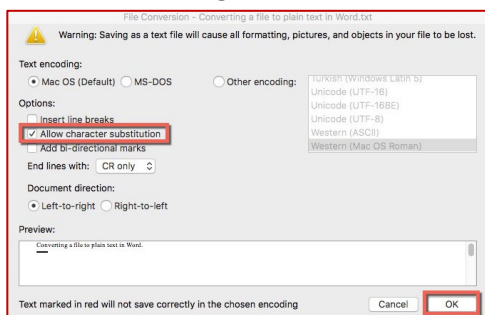 File Conversion - Converting a file to plain text in Word.txt
Warning: Saving as a text file will cause all formatting, pictures, and objects in your file to be lost.
Text encoding:
Mac OS (Default) MS-DOS Other encoding:
Turkish (Windows Latin 5)
Unicode (UTF-16)
Unicode (UTF-16BE)
Unicode (UTF-8)
Western (ASCII)
Western (Mac OS Roman)
Options:
Insert line breaks
Allow character substitution
Add bi-directional marks
End lines with: CR only
Document direction:
Left-to-right Right-to-left
Preview:
Converting a file to plain text in Word.
Text marked in red will not save correctly in the chosen encoding
Cancel OK